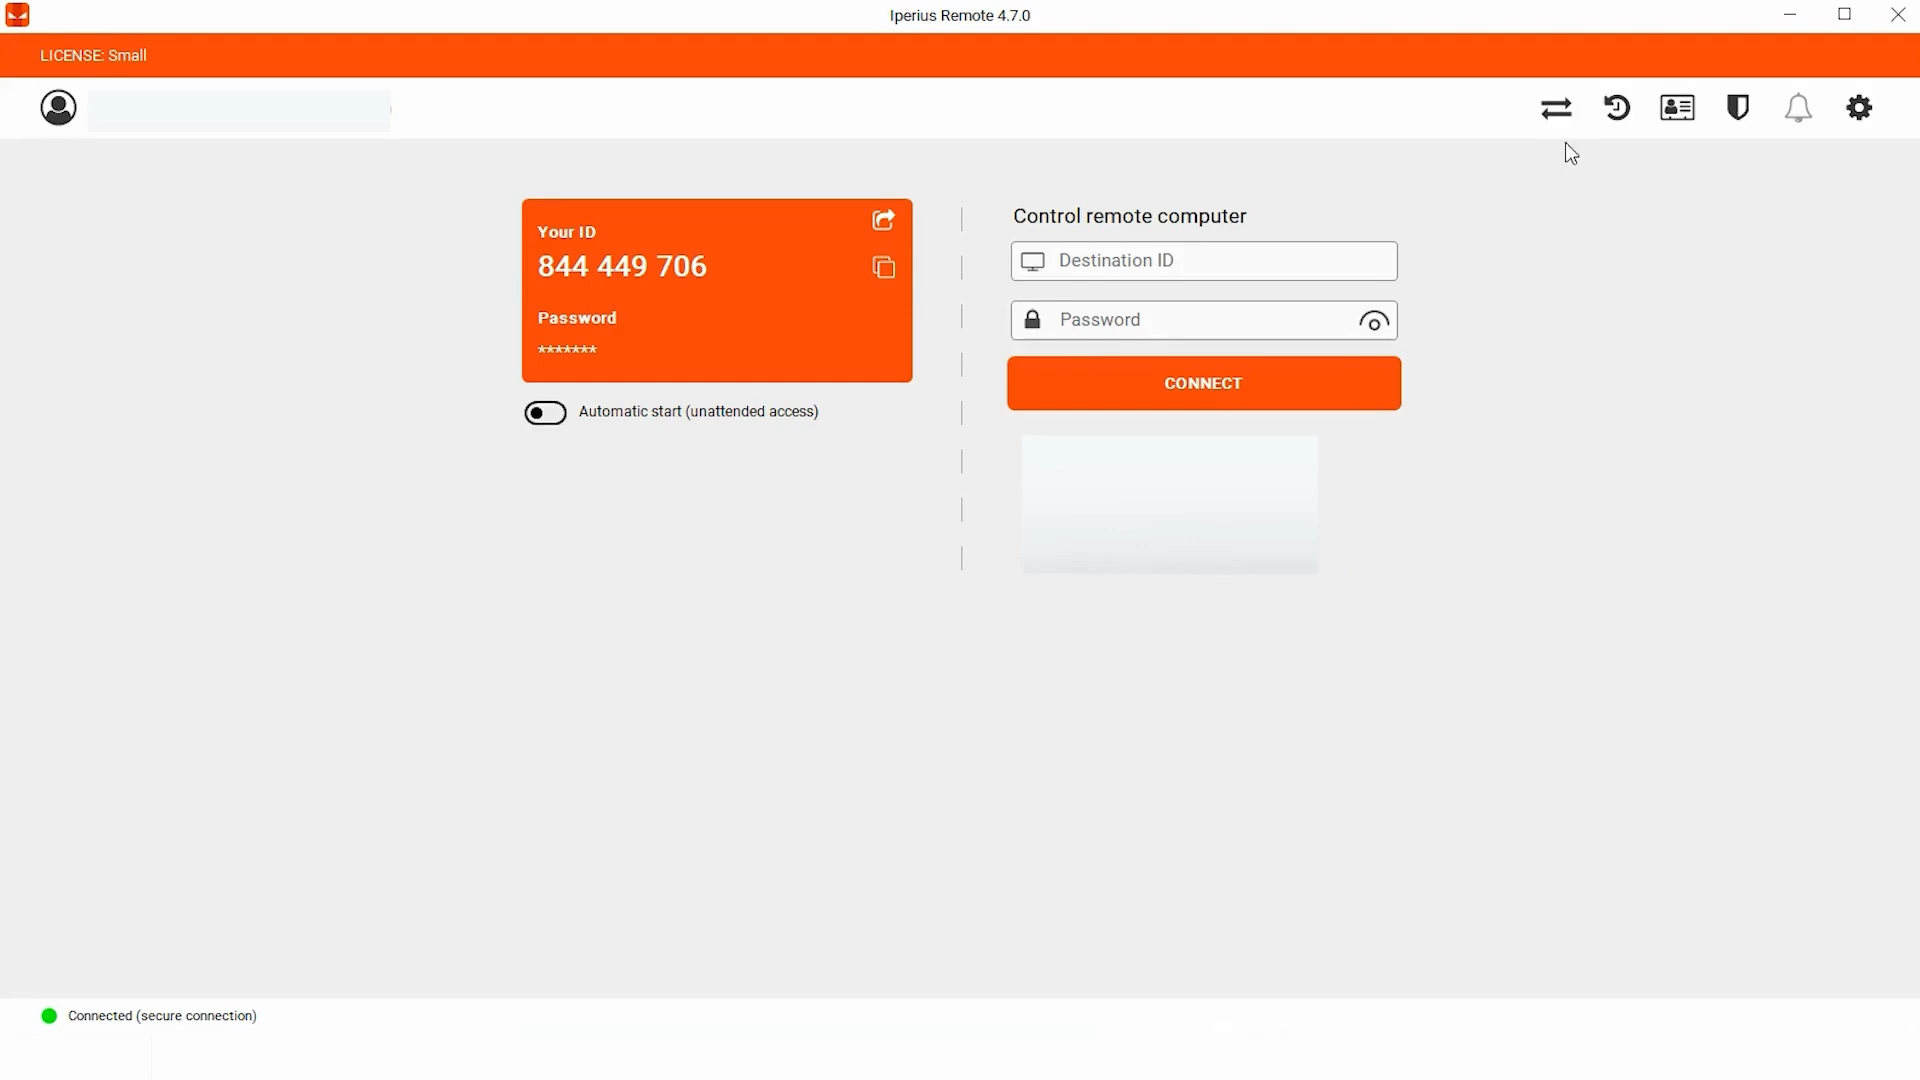 Iperius Remote 4.7.0
LICENSE: Small
Your ID
844 449 706
Password
*******
Automatic start (unattended access)
Control remote computer
Destination ID
Password
CONNECT
Connected (secure connection)